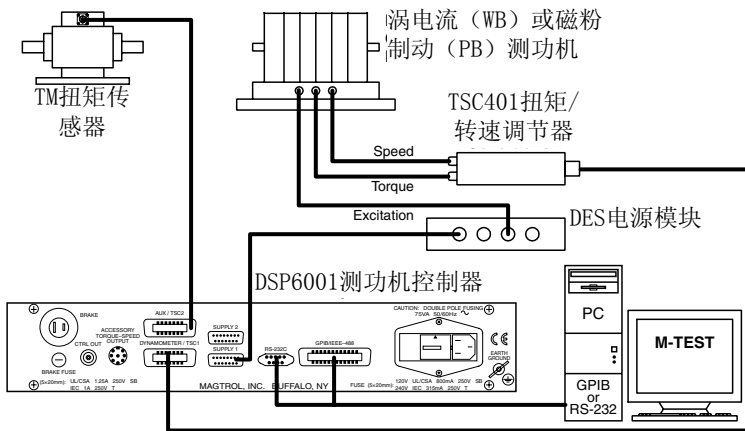 涡电流（WB）或磁粉
制动（PB）测功机
TM扭矩传
感器
TSC401扭矩/
转速调节器
Speed
Torque
Excitation
DES电源模块
DSP6001测功机控制器
BRAKE
BRAKE FUSE
CTRL OUT
ACCESSORY
TORQUE–SPEED
OUTPUT
AUX / TSC2
DYNAMOMETER / TSC1
SUPPLY 2
SUPPLY 1
RS-232C
GPIB/IEEE–488
CAUTION: DOUBLE POLE FUSING
75VA 50/60Hz
EARTH
GROUND
(5x20mm): UL/CSA 1.25A 250V SB
IEC 1A 250V T
MAGTROL, INC. BUFFALO, NY
FUSE (5x20mm): 120V UL/CSA 800mA 250V SB
240V IEC 315mA 250V T
PC
GPIB
or
RS-232
M-TEST